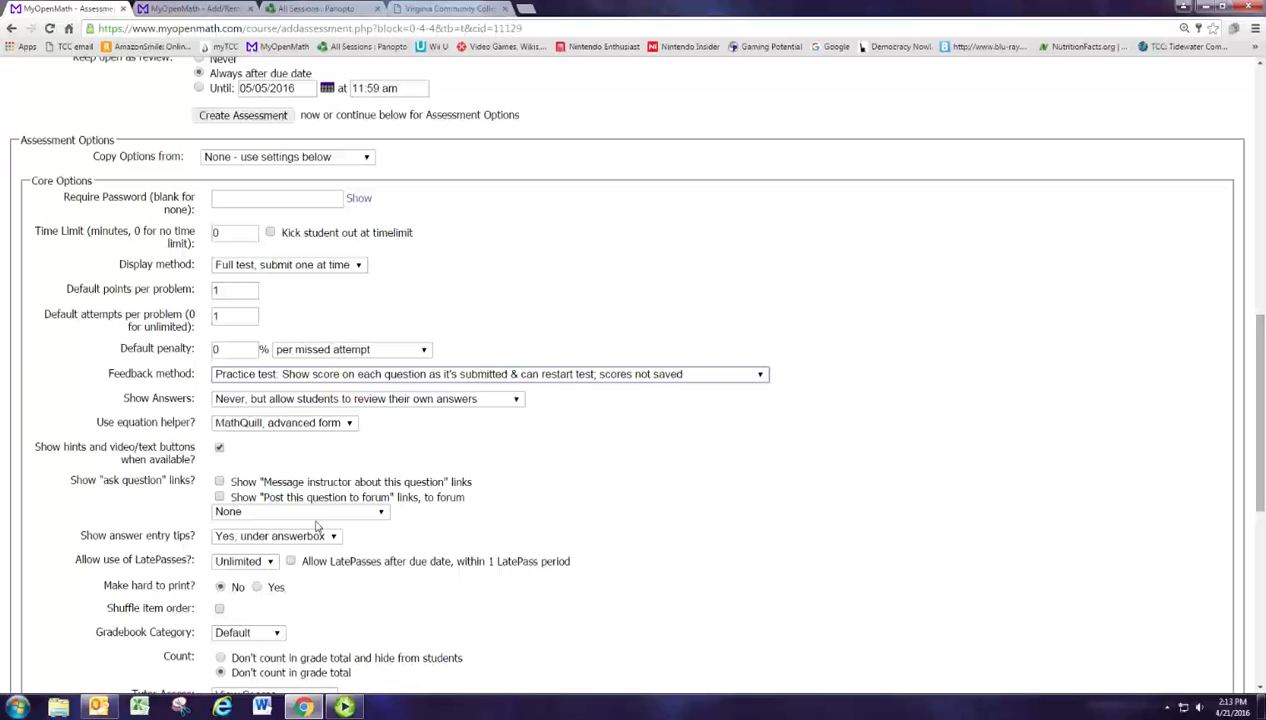 MyOpenMath - Assessme
MyOpenMath - Add/Rem
All Sessions · Panopto
Virginia Community Colle
www.myopenmath.com/course/addassessment.php?block=0-4-4&tb=t&cid=11129
Apps
TCC email
AmazonSmile: Onlin...
myTCC
MyOpenMath
All Sessions : Panopto
Wii U
Video Games, Wikis...
Nintendo Enthusiast
Nintendo Insider
Gaming Potential
Google
Democracy Now!
http://www.blu-ray...
NutritionFacts.org |...
TCC: Tidewater Com...
Keep open as review:
Never
Always after due date
Until: 05/05/2016 at 11:59 am
Create Assessment now or continue below for Assessment Options
Assessment Options
Copy Options from: None - use settings below
Core Options
Require Password (blank for
none):
Show
Time Limit (minutes, 0 for no time
limit):
0
Kick student out at timelimit
Display method: Full test, submit one at time
Default points per problem: 1
Default attempts per problem (0
for unlimited):
1
Default penalty: 0 % per missed attempt
Feedback method: Practice test: Show score on each question as it's submitted & can restart test; scores not saved
Show Answers: Never, but allow students to review their own answers
Use equation helper? MathQuill, advanced form
Show hints and video/text buttons
when available?
Show "ask question" links? Show "Message instructor about this question" links
Show "Post this question to forum" links, to forum
None
Show answer entry tips? Yes, under answerbox
Allow use of LatePasses?: Unlimited Allow LatePasses after due date, within 1 LatePass period
Make hard to print? No Yes
Shuffle item order:
Gradebook Category: Default
Count: Don't count in grade total and hide from students
Don't count in grade total
2:13 PM
4/21/2016